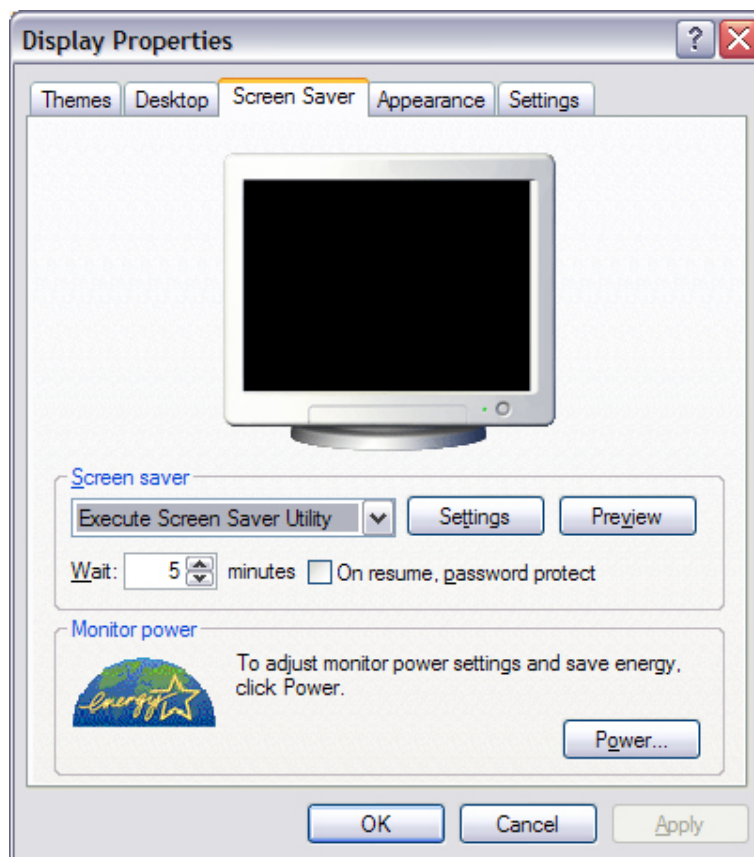 Display Properties
?
Themes Desktop Screen Saver Appearance Settings
Screen saver
Execute Screen Saver Utility Settings Preview
Wait: 5 minutes On resume, password protect
Monitor power
energy
To adjust monitor power settings and save energy,
click Power.
Power...
OK Cancel Apply